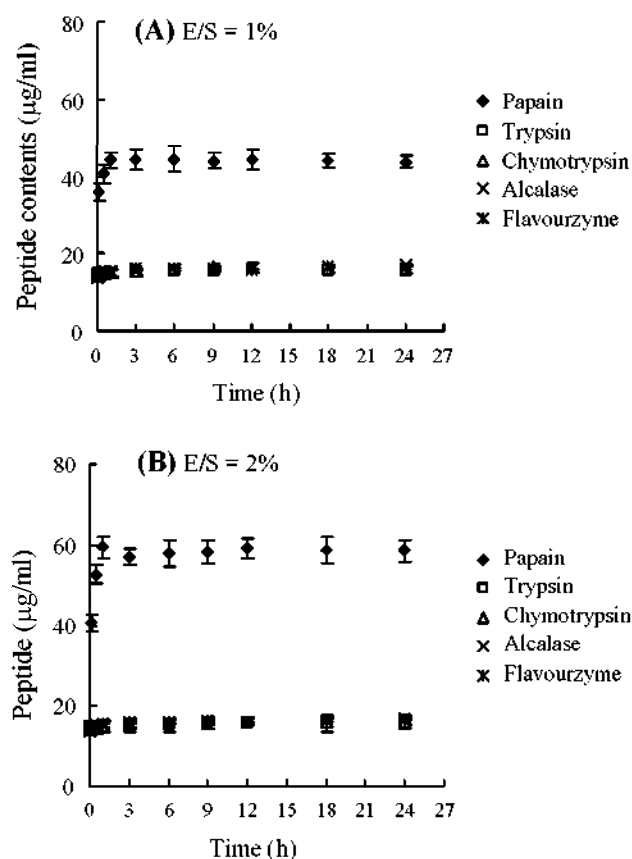 (A) E/S = 1%
Peptide contents (μg/ml)
80
60
40
20
0
0 3 6 9 12 15 18 21 24 27
Time (h)
Papain
Trypsin
Chymotrypsin
Alcalase
Flavourzyme
(B) E/S = 2%
Peptide (μg/ml)
80
60
40
20
0
0 3 6 9 12 15 18 21 24 27
Time (h)
Papain
Trypsin
Chymotrypsin
Alcalase
Flavourzyme